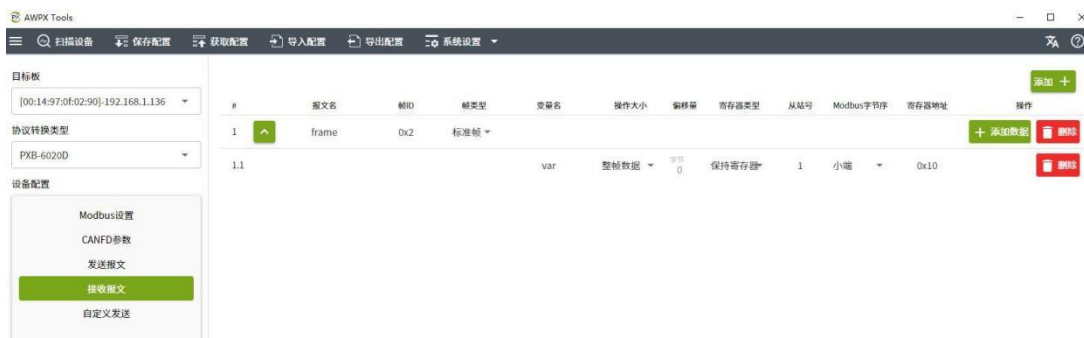 AWPX Tools
扫描设备 保存配置 获取配置 导入配置 导出配置 系统设置
目标板
[00:14:97:0f:02:90]-192.168.1.136
协议转换类型
PXB-6020D
设备配置
Modbus设置
CANFD参数
发送报文
接收报文
自定义发送
添加 +
# 报文名 帧ID 帧类型 变量名 操作大小 偏移量 寄存器类型 从站号 Modbus字节序 寄存器地址 操作
1 frame 0x2 标准帧 + 添加数据 删除
1.1 var 整帧数据 字节 0 保持寄存器 1 小端 0x10 删除